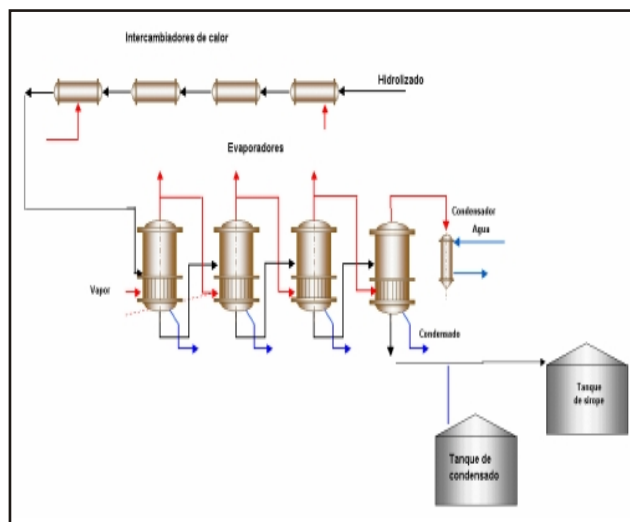 Intercambiadores de calor
Hidrolizado
Evaporadores
Condensador
Agua
Vapor
Condensado
Tanque
de sirope
Tanque de
condensado